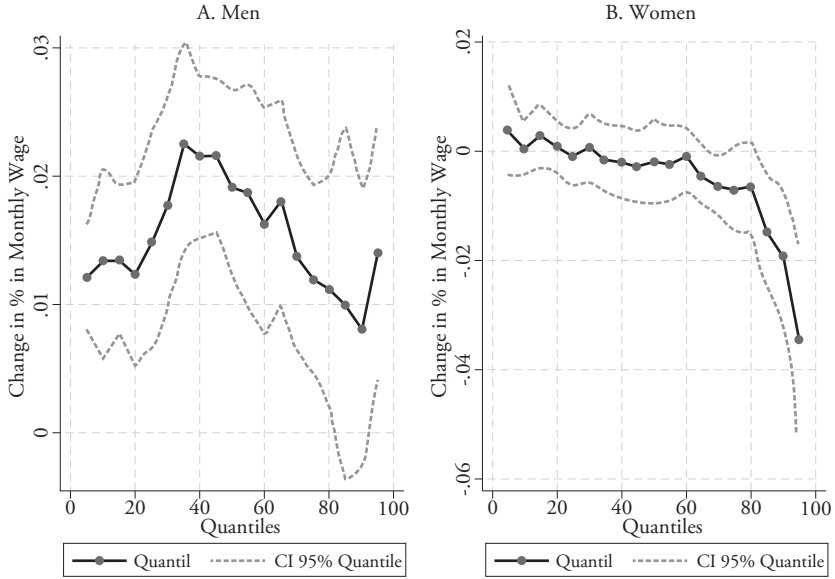 A. Men
Change in % in Monthly Wage
.03
.02
.01
0
0
20
40
60
80
100
Quantiles
Quantil
CI 95% Quantile
B. Women
Change in % in Monthly Wage
.02
0
-.02
-.04
-.06
0
20
40
60
80
100
Quantiles
Quantil
CI 95% Quantile